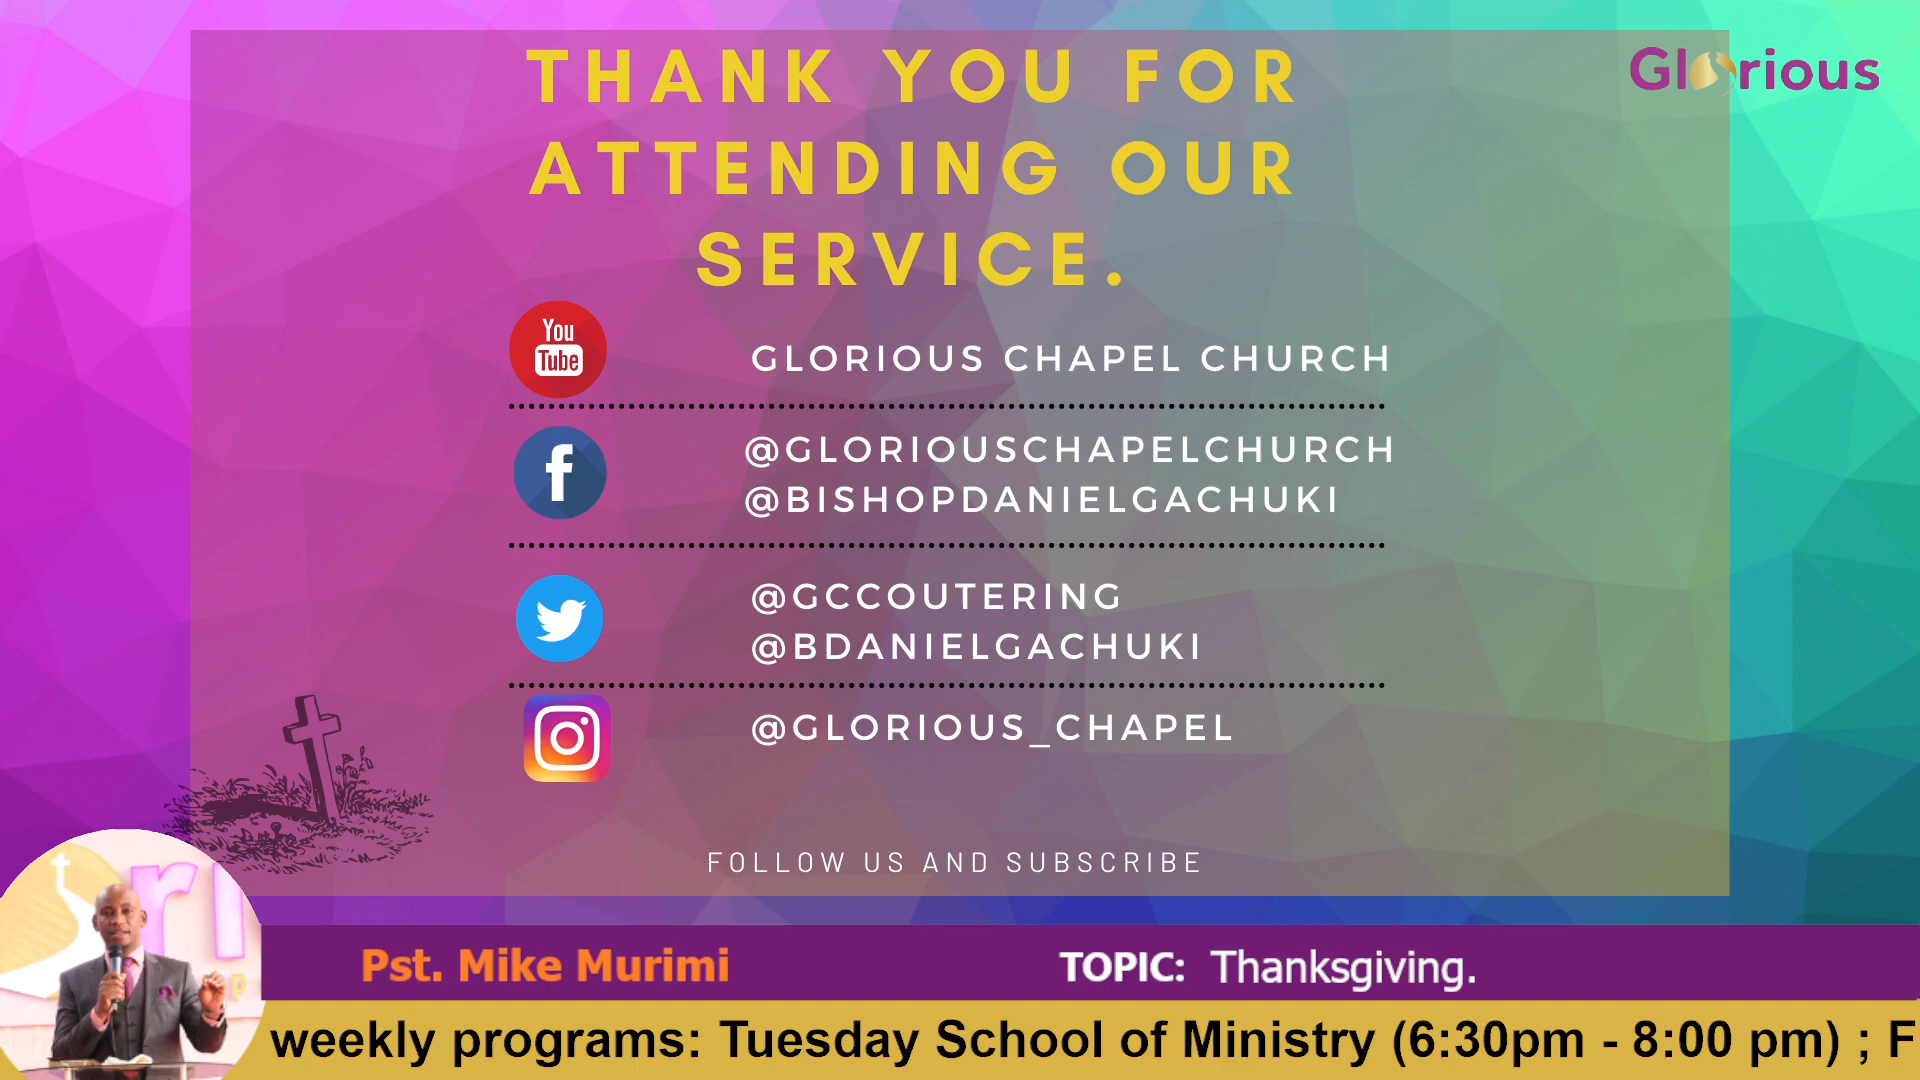 THANK YOU FOR
ATTENDING OUR
SERVICE.
Glorious
You
Tube
GLORIOUS CHAPEL CHURCH
@GLORIOUSCHAPELCHURCH
@BISHOPDANIELGACHUKI
@GCCOUTERING
@BDANIELGACHUKI
@GLORIOUS_CHAPEL
FOLLOW US AND SUBSCRIBE
Pst. Mike Murimi
TOPIC: Thanksgiving.
weekly programs: Tuesday School of Ministry (6:30pm - 8:00 pm) ; F